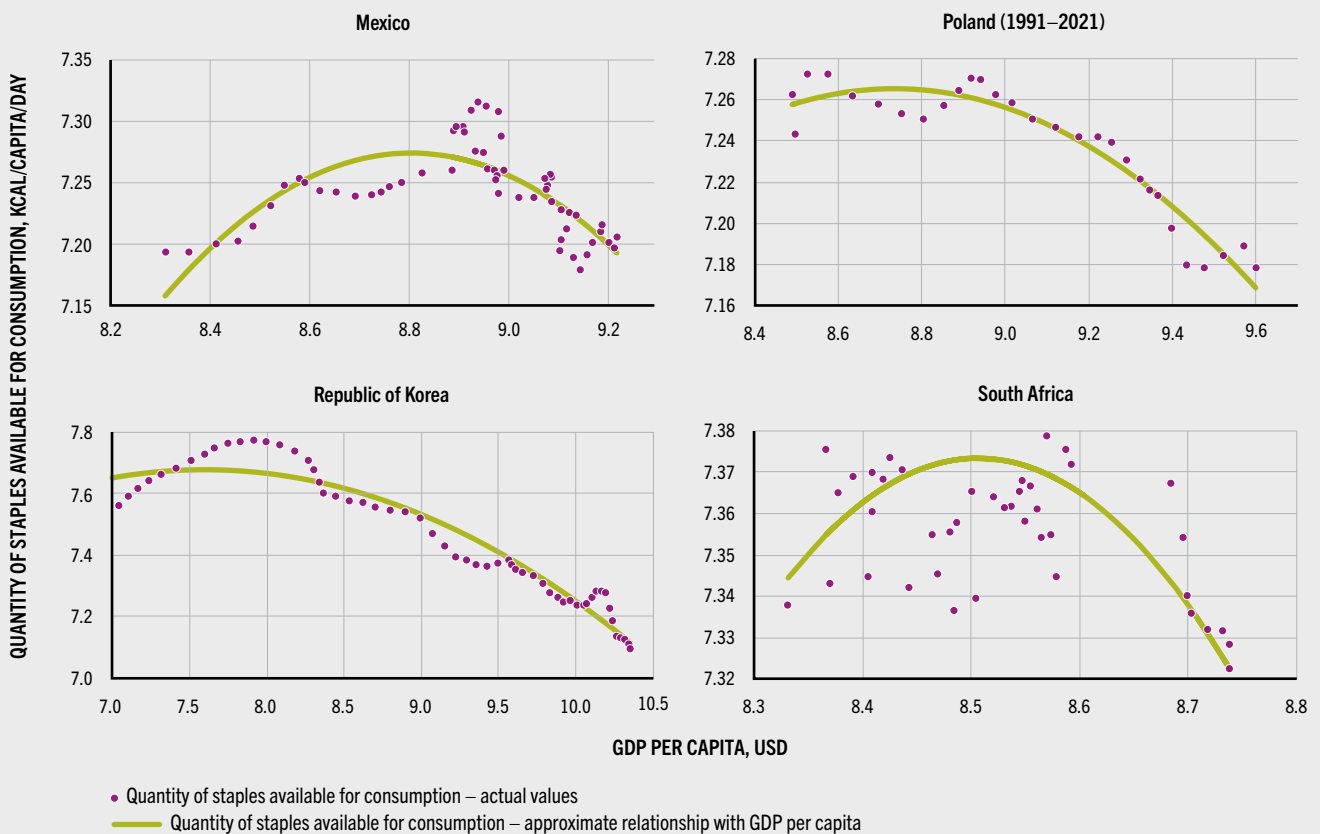 Mexico
7.35
7.30
7.25
7.20
7.15
8.2 8.4 8.6 8.8 9.0 9.2
Poland (1991–2021)
7.28
7.26
7.24
7.22
7.20
7.18
7.16
8.4 8.6 8.8 9.0 9.2 9.4 9.6
QUANTITY OF STAPLES AVAILABLE FOR CONSUMPTION, KCAL/CAPITA/DAY
Republic of Korea
7.8
7.6
7.4
7.2
7.0
7.0 7.5 8.0 8.5 9.0 9.5 10.0 10.5
South Africa
7.38
7.37
7.36
7.35
7.34
7.33
7.32
8.3 8.4 8.5 8.6 8.7 8.8
GDP PER CAPITA, USD
Quantity of staples available for consumption – actual values
Quantity of staples available for consumption – approximate relationship with GDP per capita